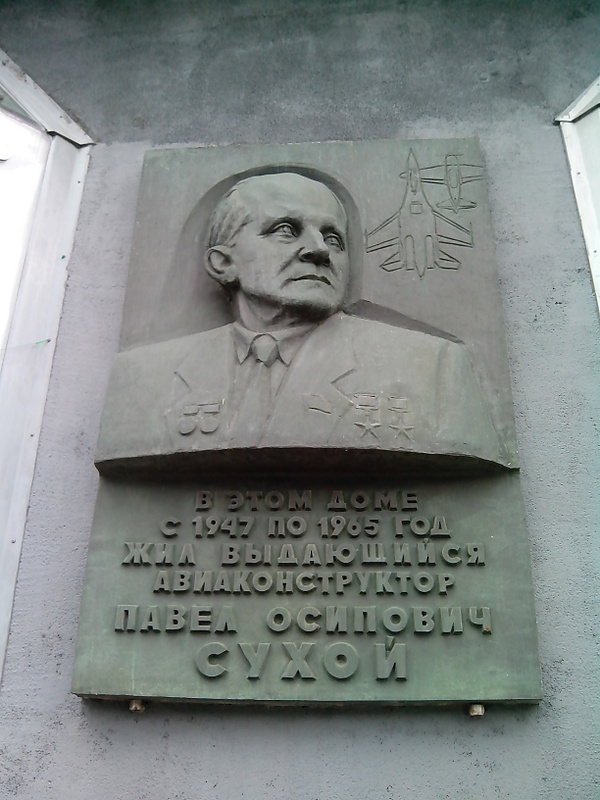 В ЭТОМ ДОМЕ
С 1947 ПО 1965 ГОД
ЖИЛ ВЫДАЮЩИЙСЯ
АВИАКОНСТРУКТОР
ПАВЕЛ ОСИПОВИЧ
СУХОЙ